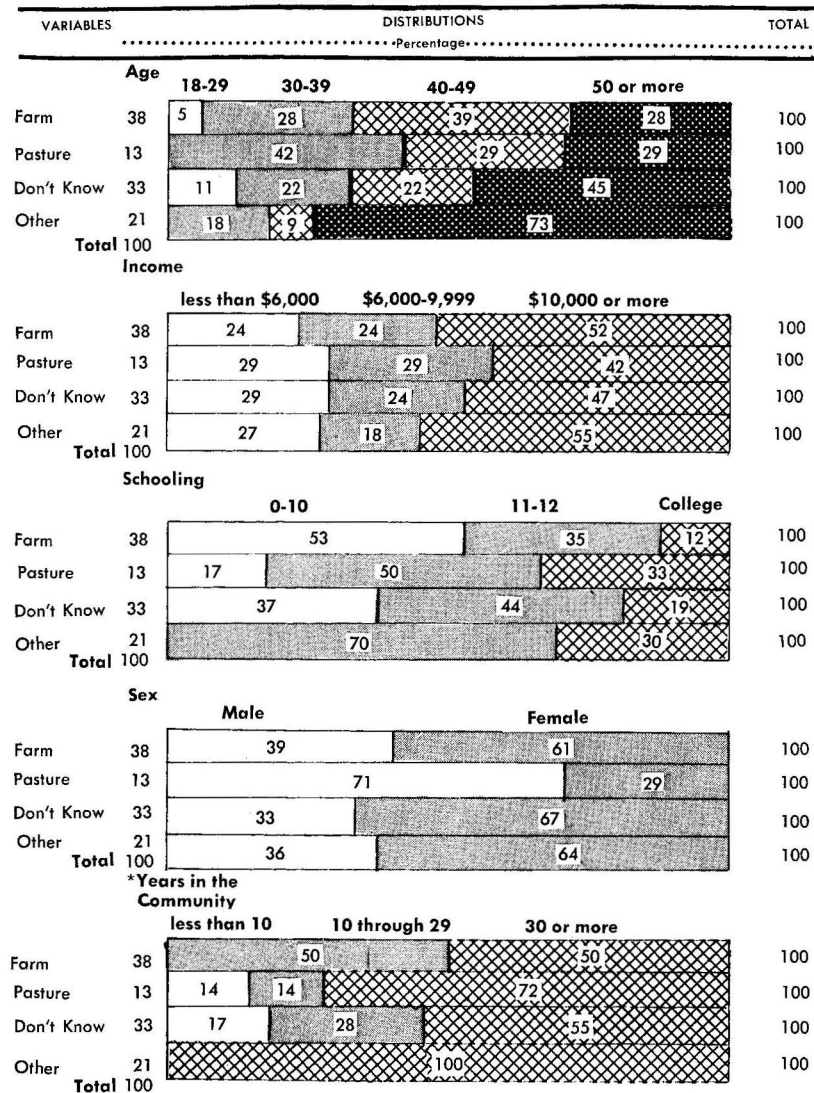 VARIABLES DISTRIBUTIONS TOTAL
Percentage
Age
18-29 30-39 40-49 50 or more
Farm 38 5 28 39 28 100
Pasture 13 42 29 29 100
Don't Know 33 11 22 22 45 100
Other 21 18 9 73 100
Total 100
Income
less than $6,000 $6,000-9,999 $10,000 or more
Farm 38 24 24 52 100
Pasture 13 29 29 42 100
Don't Know 33 29 24 47 100
Other 21 27 18 55 100
Total 100
Schooling
0-10 11-12 College
Farm 38 53 35 12 100
Pasture 13 17 50 33 100
Don't Know 33 37 44 19 100
Other 21 70 30 100
Total 100
Sex
Male Female
Farm 38 39 61 100
Pasture 13 71 29 100
Don't Know 33 33 67 100
Other 21 36 64 100
Total 100
*Years in the
Community
less than 10 10 through 29 30 or more
Farm 38 50 50 100
Pasture 13 14 14 72 100
Don't Know 33 17 28 55 100
Other 21 100 100
Total 100